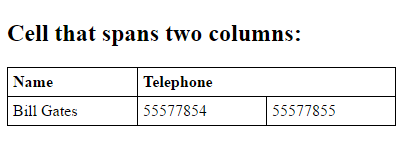 Cell that spans two columns:
Name Telephone
Bill Gates 55577854 55577855